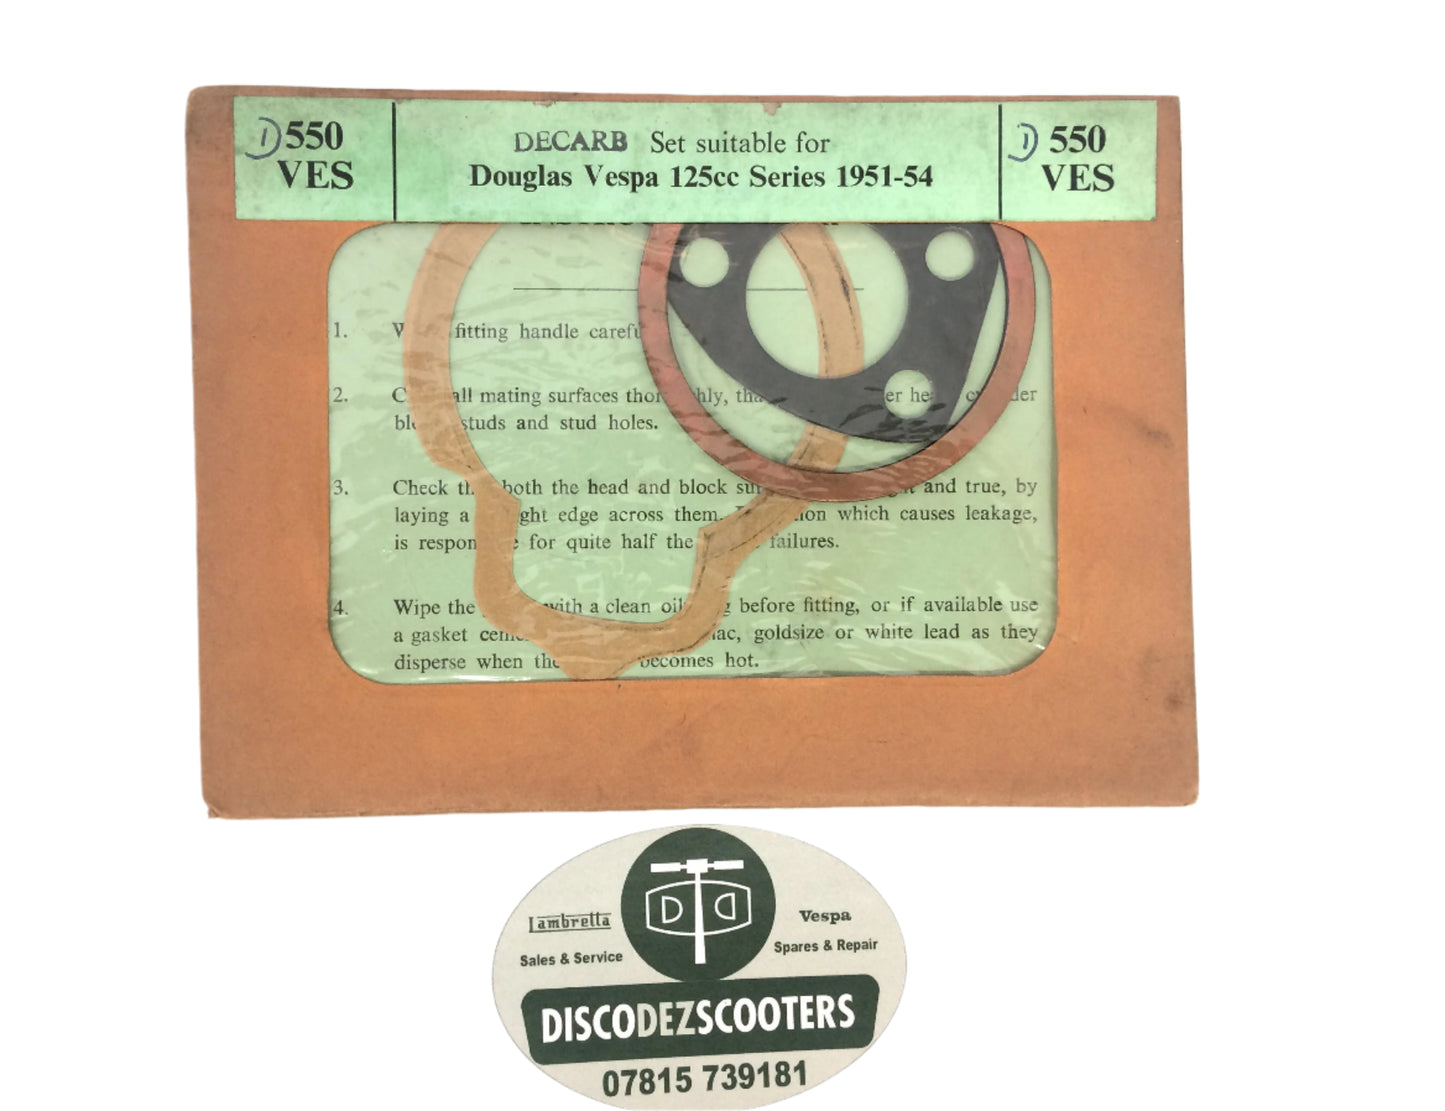 D 550
VES
DECARB Set suitable for
Douglas Vespa 125cc Series 1951-54
D 550
VES
1. fitting handle
2. all mating surfaces
studs and stud holes.
3. Check both the head and block and true, by
laying a edge across them. which causes leakage,
is for quite half the failures.
4. Wipe the with a clean before fitting, or if available use
a gasket goldsize or white lead as they
disperse when the becomes hot.
Lambretta
Sales & Service
Vespa
Spares & Repair
DISCODEZSCOOTERS
07815 739181